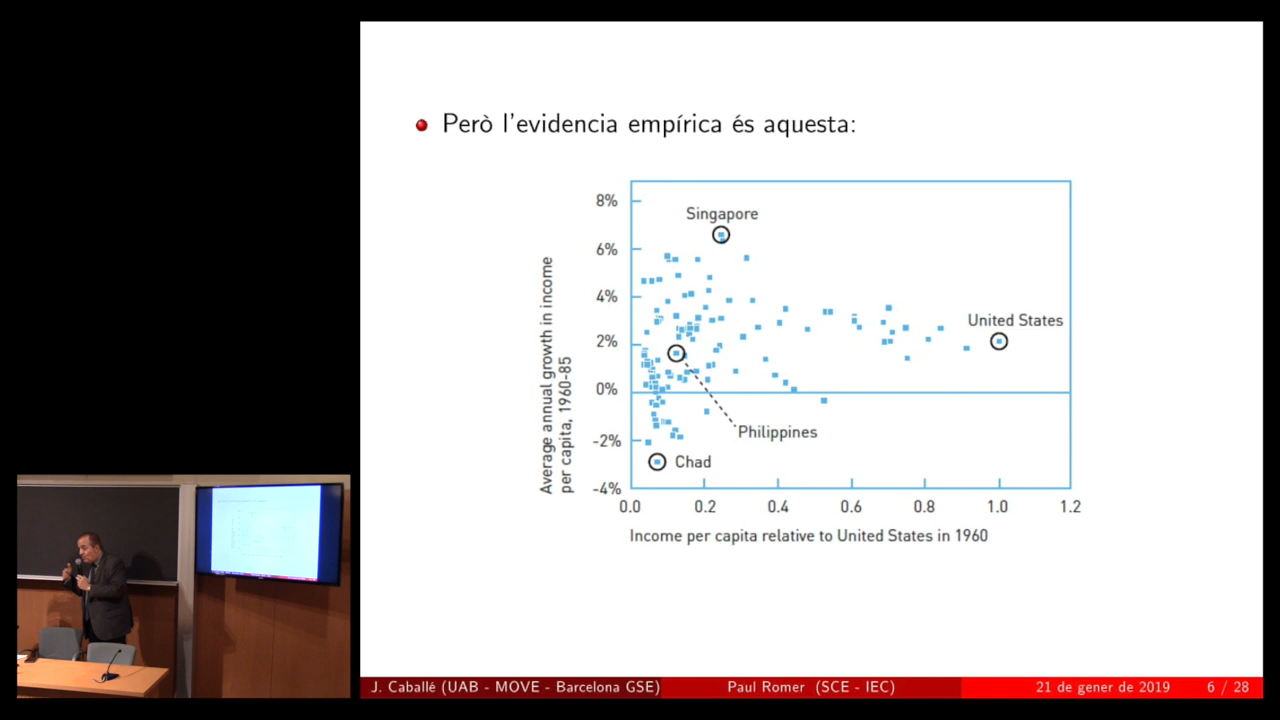 Però l'evidencia empírica és aquesta:
8%
6%
4%
2%
0%
-2%
-4%
Average annual growth in income
per capita, 1960-85
Singapore
United States
Philippines
Chad
0.0 0.2 0.4 0.6 0.8 1.0 1.2
Income per capita relative to United States in 1960
J. Caballé (UAB - MOVE - Barcelona GSE) Paul Romer (SCE - IEC) 21 de gener de 2019 6 / 28